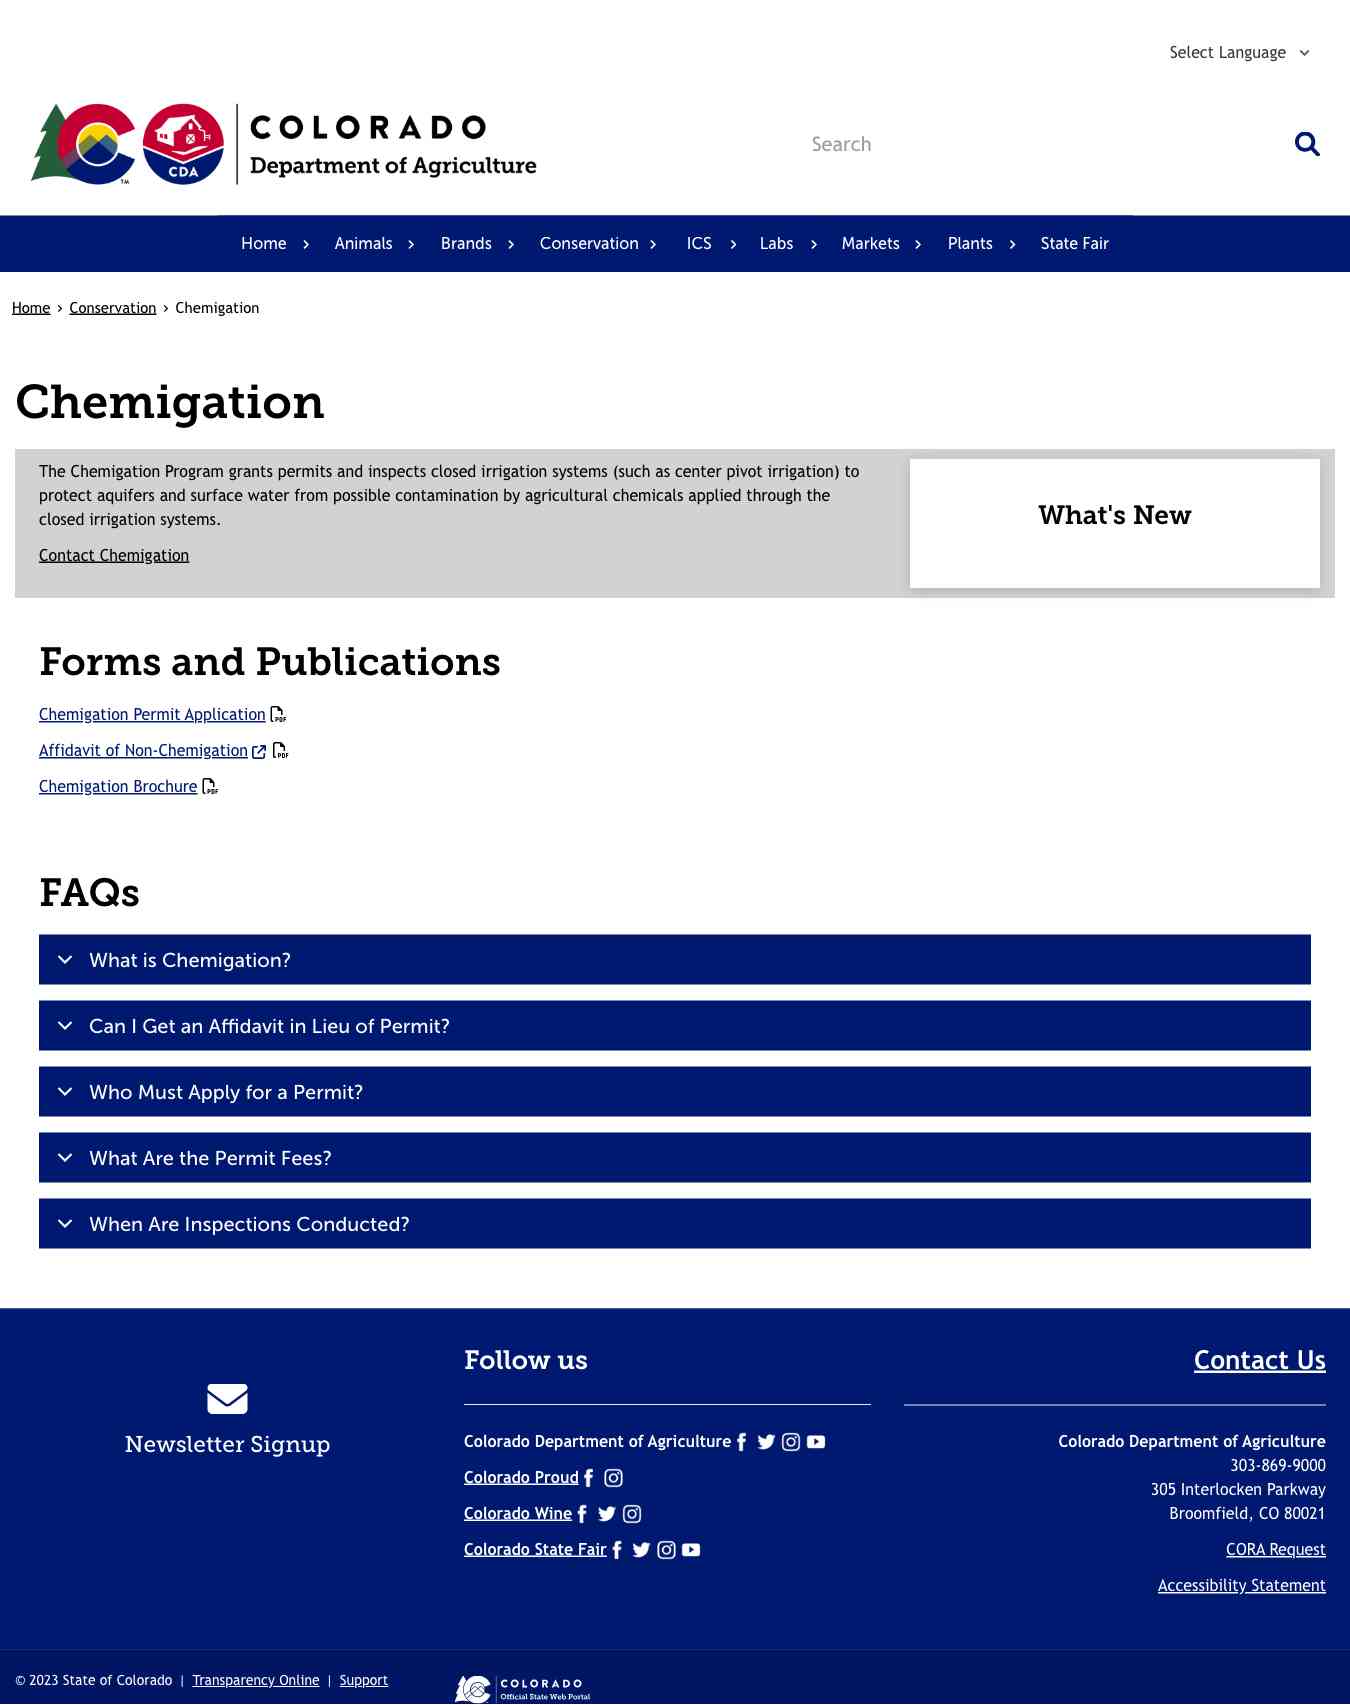 Select Language
CDA
TM
COLORADO
Department of Agriculture
Search
Home Animals Brands Conservation ICS Labs Markets Plants State Fair
Home › Conservation › Chemigation
Chemigation
The Chemigation Program grants permits and inspects closed irrigation systems (such as center pivot irrigation) to
protect aquifers and surface water from possible contamination by agricultural chemicals applied through the
closed irrigation systems.
Contact Chemigation
What's New
Forms and Publications
Chemigation Permit Application PDF
Affidavit of Non-Chemigation PDF
Chemigation Brochure PDF
FAQs
What is Chemigation?
Can I Get an Affidavit in Lieu of Permit?
Who Must Apply for a Permit?
What Are the Permit Fees?
When Are Inspections Conducted?
Newsletter Signup
Follow us
Colorado Department of Agriculture
Colorado Proud
Colorado Wine
Colorado State Fair
Contact Us
Colorado Department of Agriculture
303-869-9000
305 Interlocken Parkway
Broomfield, CO 80021
CORA Request
Accessibility Statement
© 2023 State of Colorado | Transparency Online | Support
COLORADO
Official State Web Portal